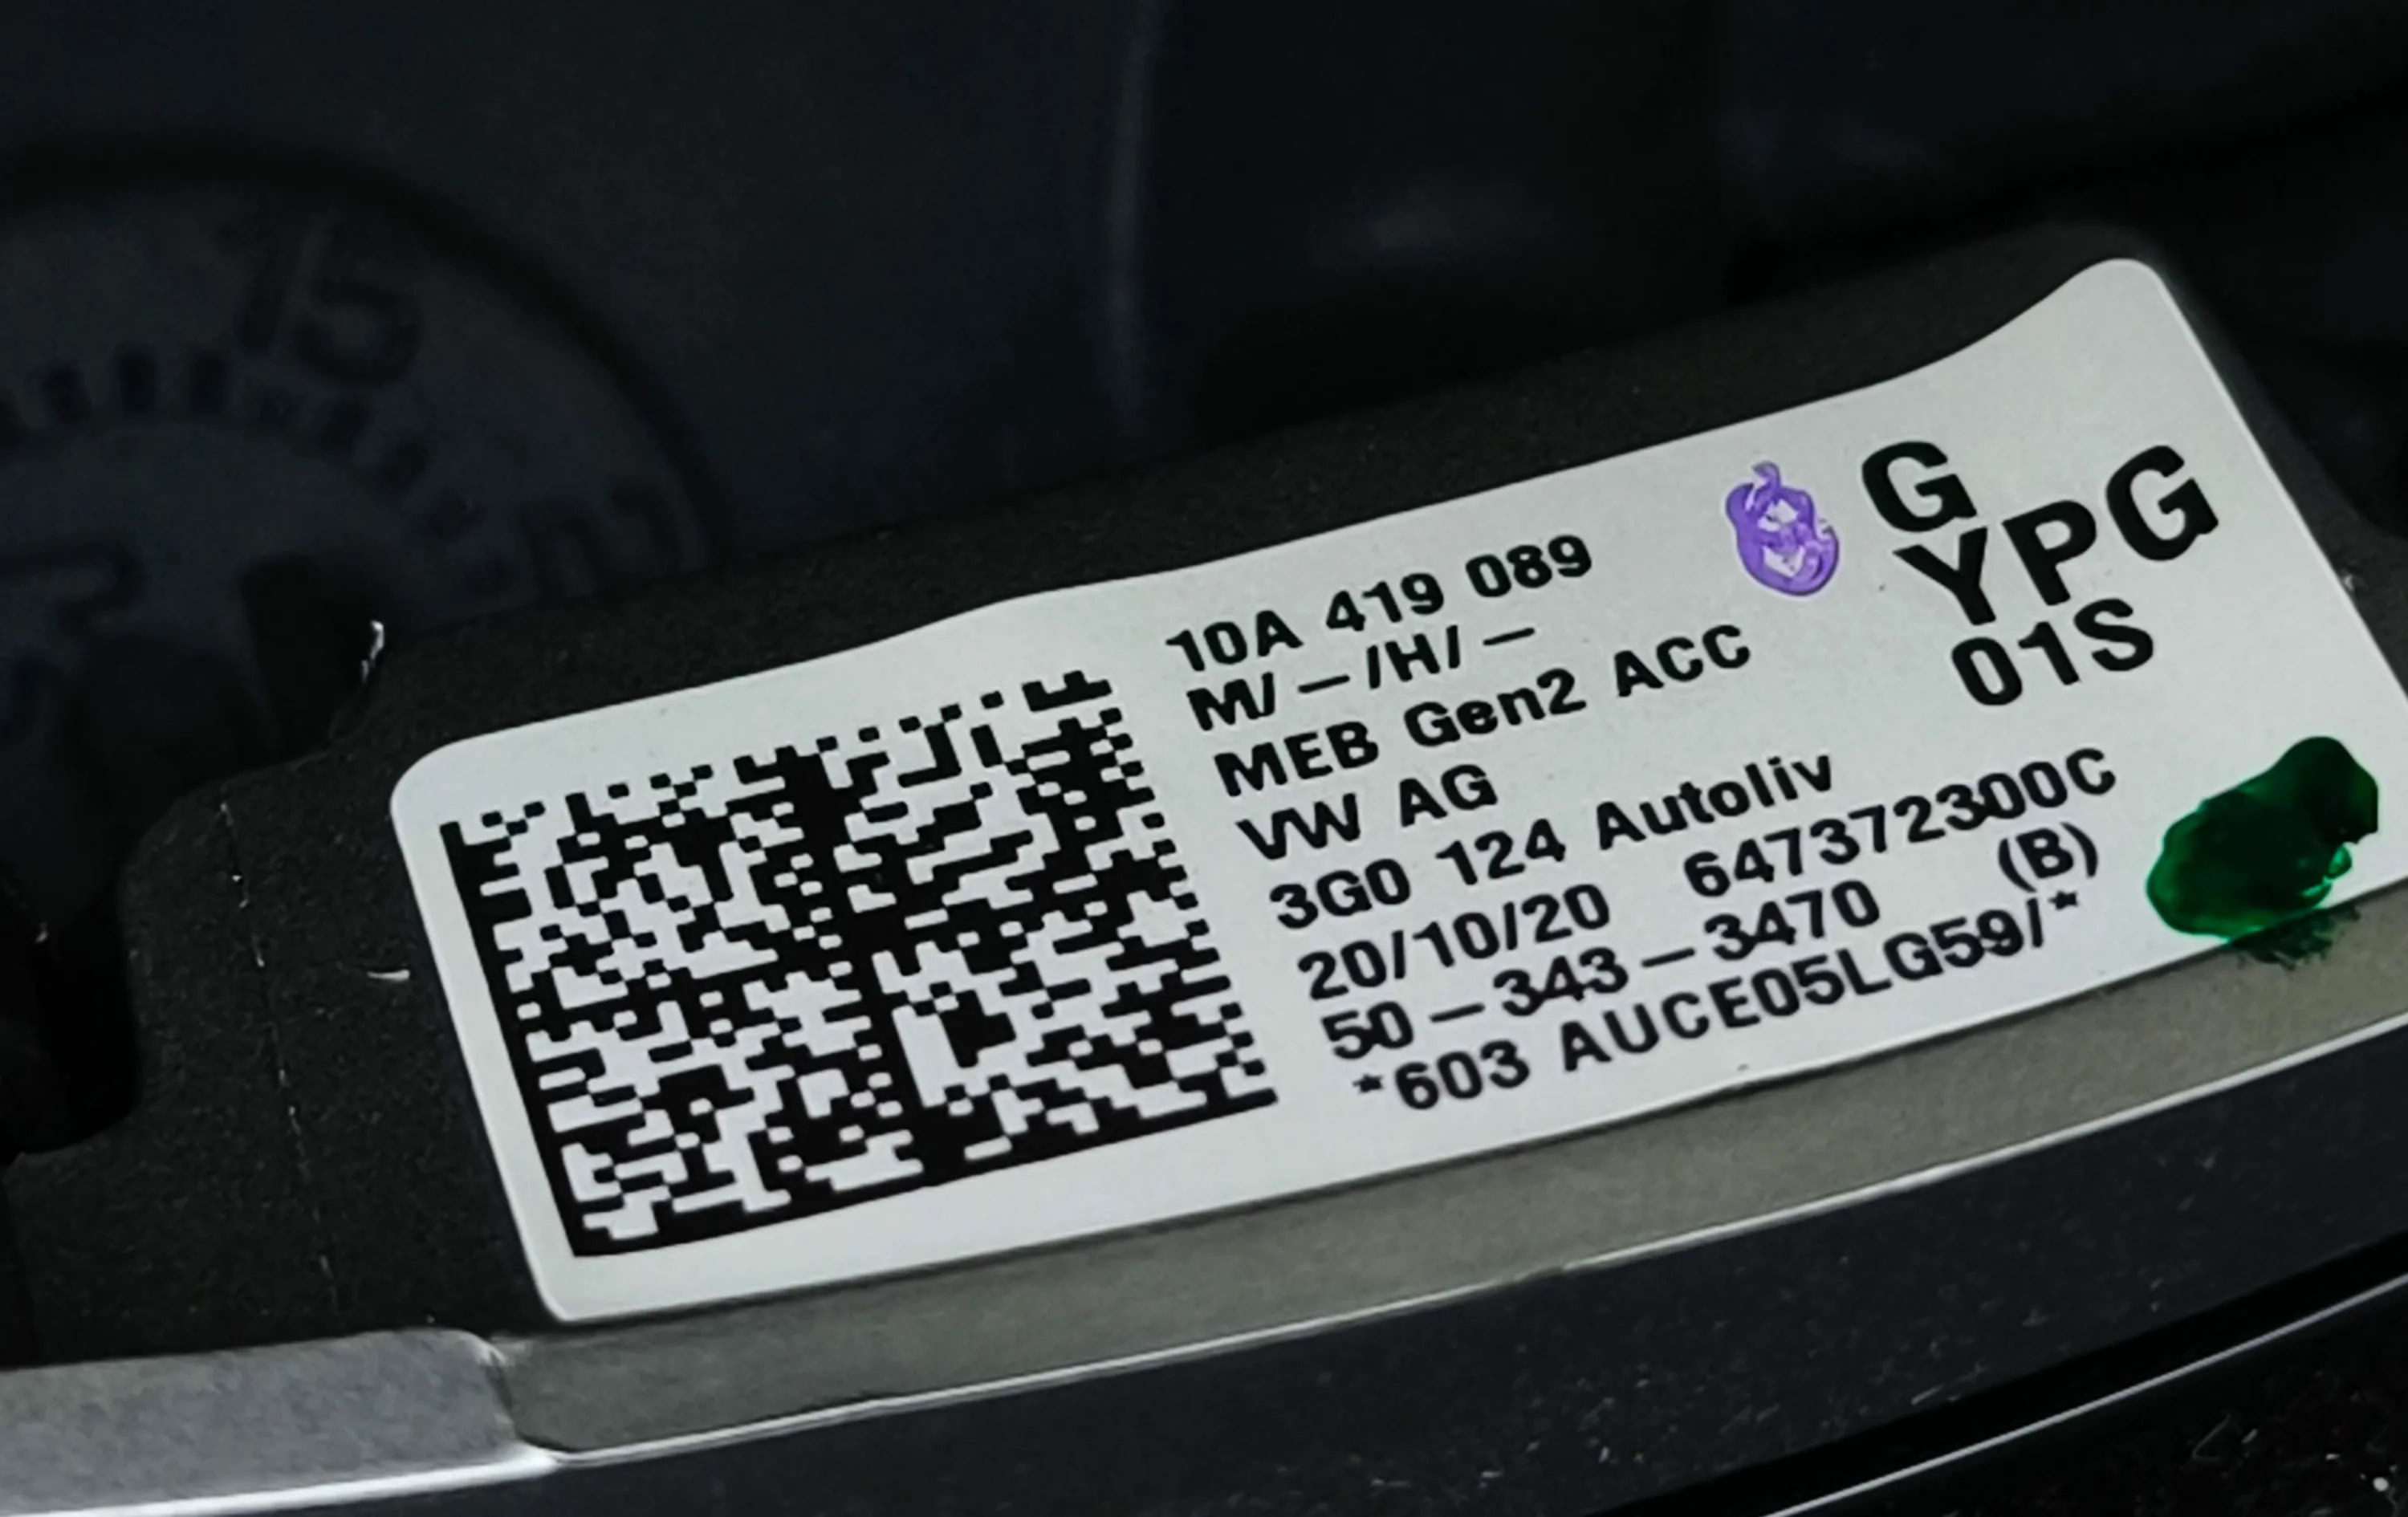 10A 419 089 G
M/—/H/— YPG
MEB Gen2 ACC 01S
VW AG
3G0 124 Autoliv
20/10/20 647372300C
50—343—3470 (B)
*603 AUCE05LG59/*
15